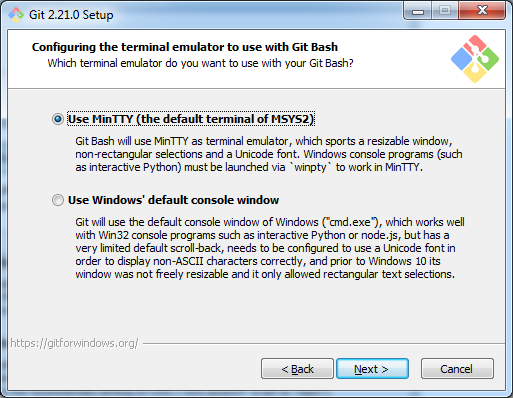 Git 2.21.0 Setup
Configuring the terminal emulator to use with Git Bash
Which terminal emulator do you want to use with your Git Bash?
Use MinTTY (the default terminal of MSYS2)
Git Bash will use MinTTY as terminal emulator, which sports a resizable window,
non-rectangular selections and a Unicode font. Windows console programs (such
as interactive Python) must be launched via `winpty` to work in MinTTY.
Use Windows' default console window
Git will use the default console window of Windows ("cmd.exe"), which works well
with Win32 console programs such as interactive Python or node.js, but has a
very limited default scroll-back, needs to be configured to use a Unicode font in
order to display non-ASCII characters correctly, and prior to Windows 10 its
window was not freely resizable and it only allowed rectangular text selections.
https://gitforwindows.org/
< Back
Next >
Cancel